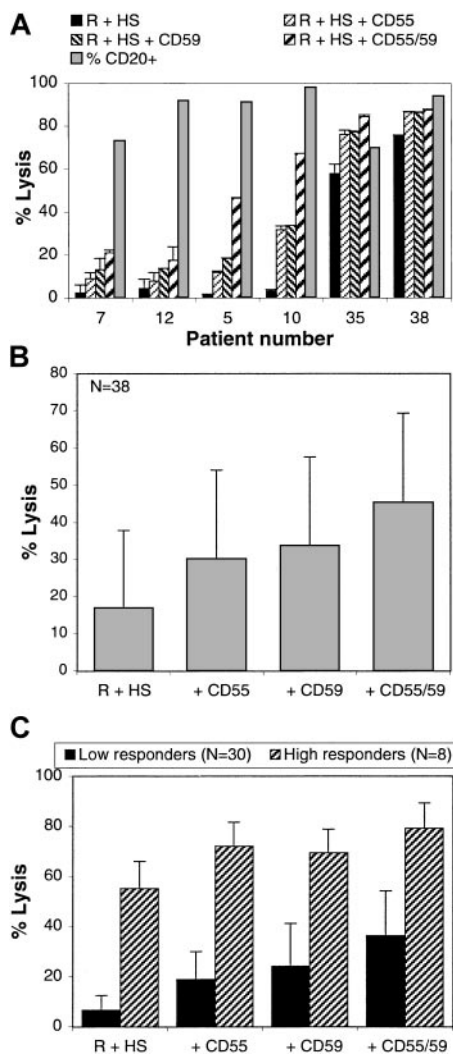 A
R + HS
R + HS + CD55
R + HS + CD59
R + HS + CD55/59
% CD20+
100
80
60
40
20
0
% Lysis
7 12 5 10 35 38
Patient number
B
N=38
80
70
60
50
40
30
20
10
0
% Lysis
R + HS + CD55 + CD59 + CD55/59
C
Low responders (N=30) High responders (N=8)
100
80
60
40
20
0
% Lysis
R + HS + CD55 + CD59 + CD55/59